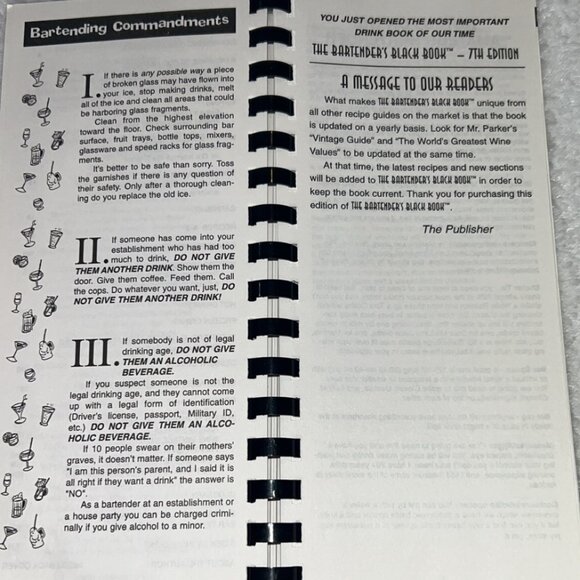 Bartending Commandments
I. If there is any possible way a piece
of broken glass may have flown into
your ice, stop making drinks, melt
all of the ice and clean all areas that could
be harboring glass fragments.
Clean from the highest elevation
toward the floor. Check surrounding bar
surface, fruit trays, bottle tops, mixers,
glassware and speed racks for glass frag-
ments.
It's better to be safe than sorry. Toss
the garnishes if there is any question of
their safety. Only after a thorough clean-
ing do you replace the old ice.
II. If someone has come into your
establishment who has had too
much to drink, DO NOT GIVE
THEM ANOTHER DRINK. Show them the
door. Give them coffee. Feed them. Call
the cops. Do whatever you want, just, DO
NOT GIVE THEM ANOTHER DRINK!
III. If somebody is not of legal
drinking age, DO NOT GIVE
THEM AN ALCOHOLIC
BEVERAGE.
If you suspect someone is not the
legal drinking age, and they cannot come
up with a legal form of identification
(Driver's license, passport, Military ID,
etc.) DO NOT GIVE THEM AN ALCO-
HOLIC BEVERAGE.
If 10 people swear on their mothers'
graves, it doesn't matter. If someone says
"I am this person's parent, and I said it is
all right if they want a drink" the answer is
"NO".
As a bartender at an establishment or
a house party you can be charged crimi-
nally if you give alcohol to a minor.
YOU JUST OPENED THE MOST IMPORTANT
DRINK BOOK OF OUR TIME
THE BARTENDER'S BLACK BOOK™ – 7TH EDITION
A MESSAGE TO OUR READERS
What makes THE BARTENDER'S BLACK BOOK™ unique from
all other recipe guides on the market is that the book
is updated on a yearly basis. Look for Mr. Parker's
"Vintage Guide" and "The World's Greatest Wine
Values" to be updated at the same time.
At that time, the latest recipes and new sections
will be added to THE BARTENDER'S BLACK BOOK™ in order to
keep the book current. Thank you for purchasing this
edition of THE BARTENDER'S BLACK BOOK™.
The Publisher